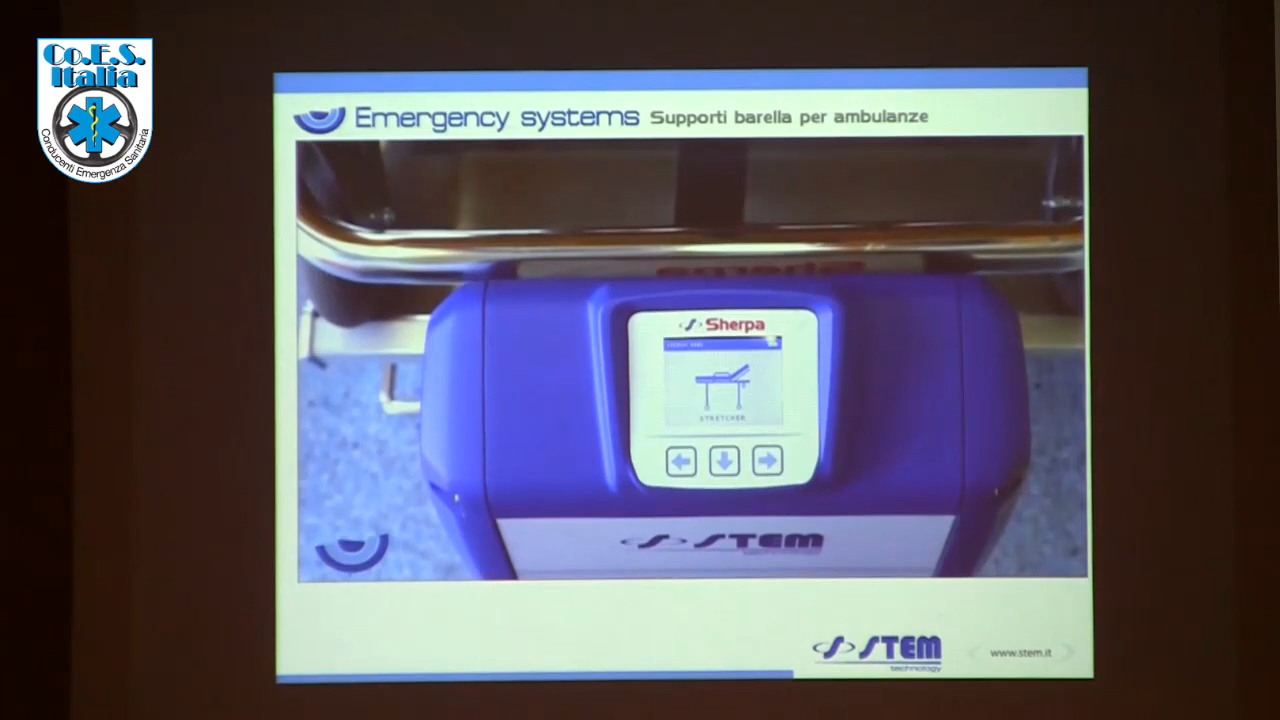 Co.E.S.
Italia
Conducenti Emergenza Sanitaria
Emergency systems Supporti barella per ambulanze
Sherpa
STRETCHER
STEM
STEM
technology
www.stem.it